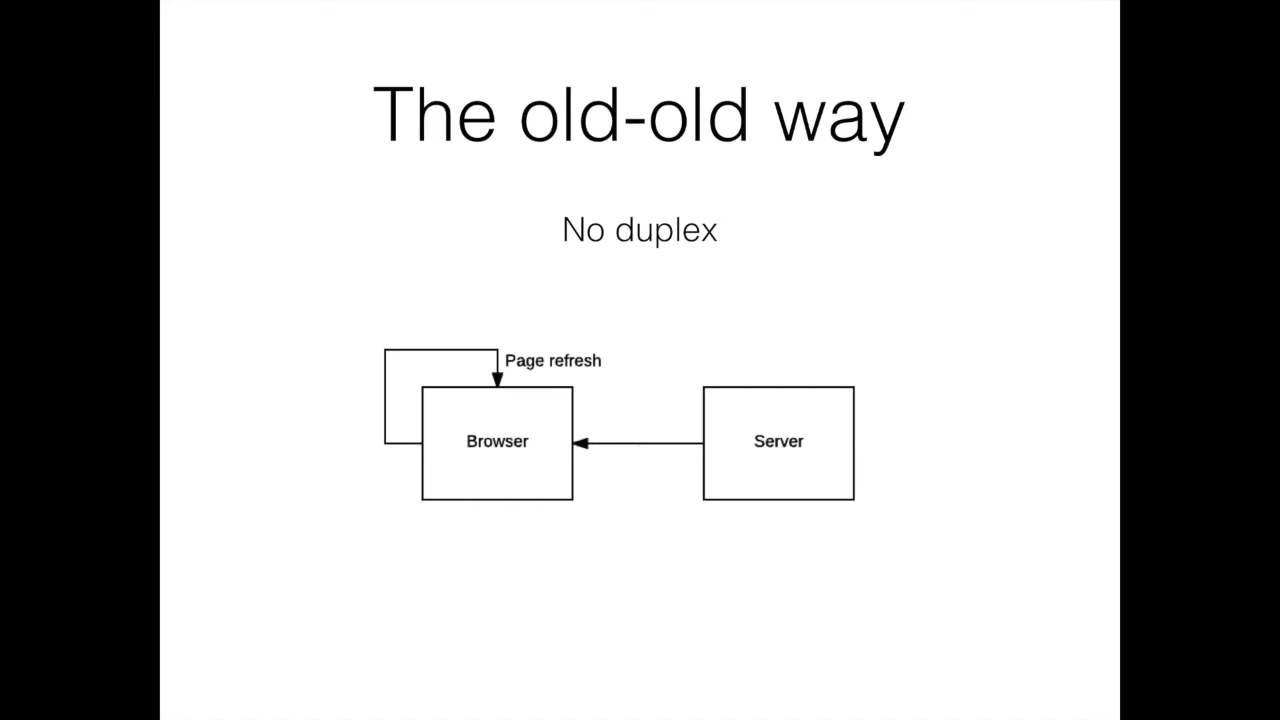 The old-old way
No duplex
Page refresh
Browser
Server